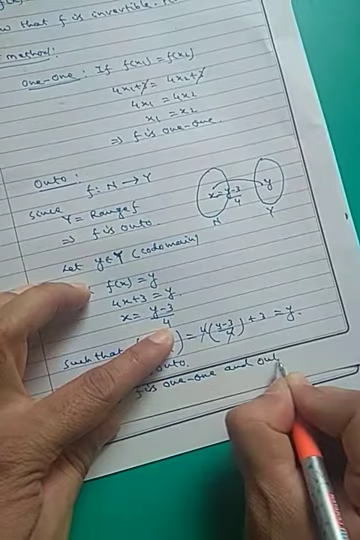 that f is invertible.
method:
one-one: If f(x₁) = f(x₂)
4x₁+3 = 4x₂+3
4x₁ = 4x₂
x₁ = x₂
⇒ f is one-one.
onto:
f: N → Y
since
Y = Range f
⇒ f is onto.
x = y-3/4
y
N
Y
Let y∈Y (codomain)
f(x) = y
4x+3 = y
x = y-3/4
such that
= 4(y-3/4) + 3 = y.
onto.
f is one-one and